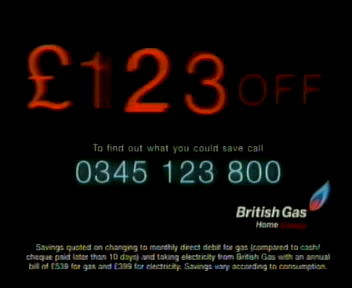 £123 OFF
To find out what you could save call
0345 123 800
British Gas
Home Energy
Savings quoted on changing to monthly direct debit for gas (compared to cash/
cheque paid later than 10 days) and taking electricity from British Gas with an annual
bill of £539 for gas and £399 for electricity. Savings vary according to consumption.